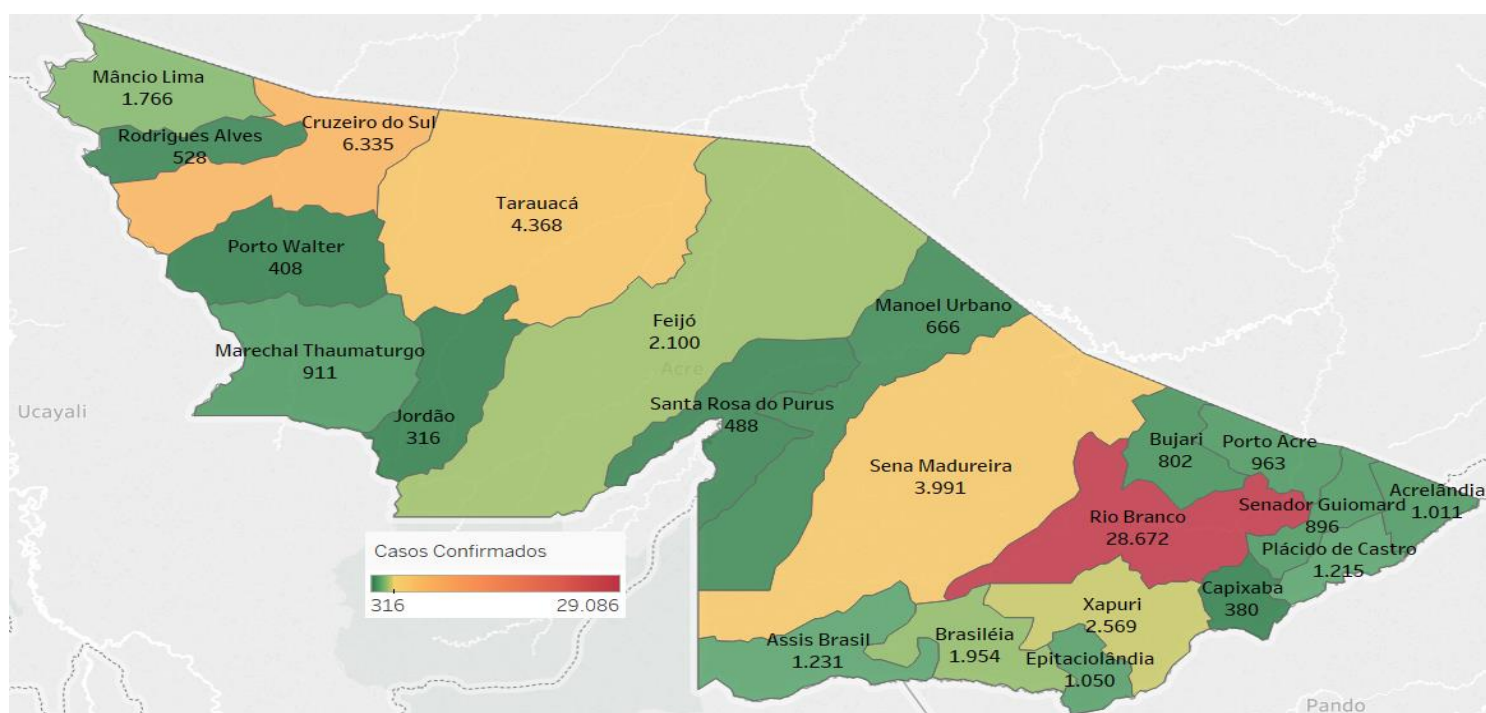 Mâncio Lima
1.766
Rodrigues Alves
528
Cruzeiro do Sul
6.335
Tarauacá
4.368
Porto Walter
408
Marechal Thaumaturgo
911
Jordão
316
Feijó
2.100
Acre
Manoel Urbano
666
Santa Rosa do Purus
488
Sena Madureira
3.991
Bujari
802
Porto Acre
963
Rio Branco
28.672
Senador Guiomard
896
Acrelândia
1.011
Plácido de Castro
1.215
Capixaba
380
Xapuri
2.569
Assis Brasil
1.231
Brasiléia
1.954
Epitaciolândia
1.050
Ucayali
Casos Confirmados
316 29.086
Pando